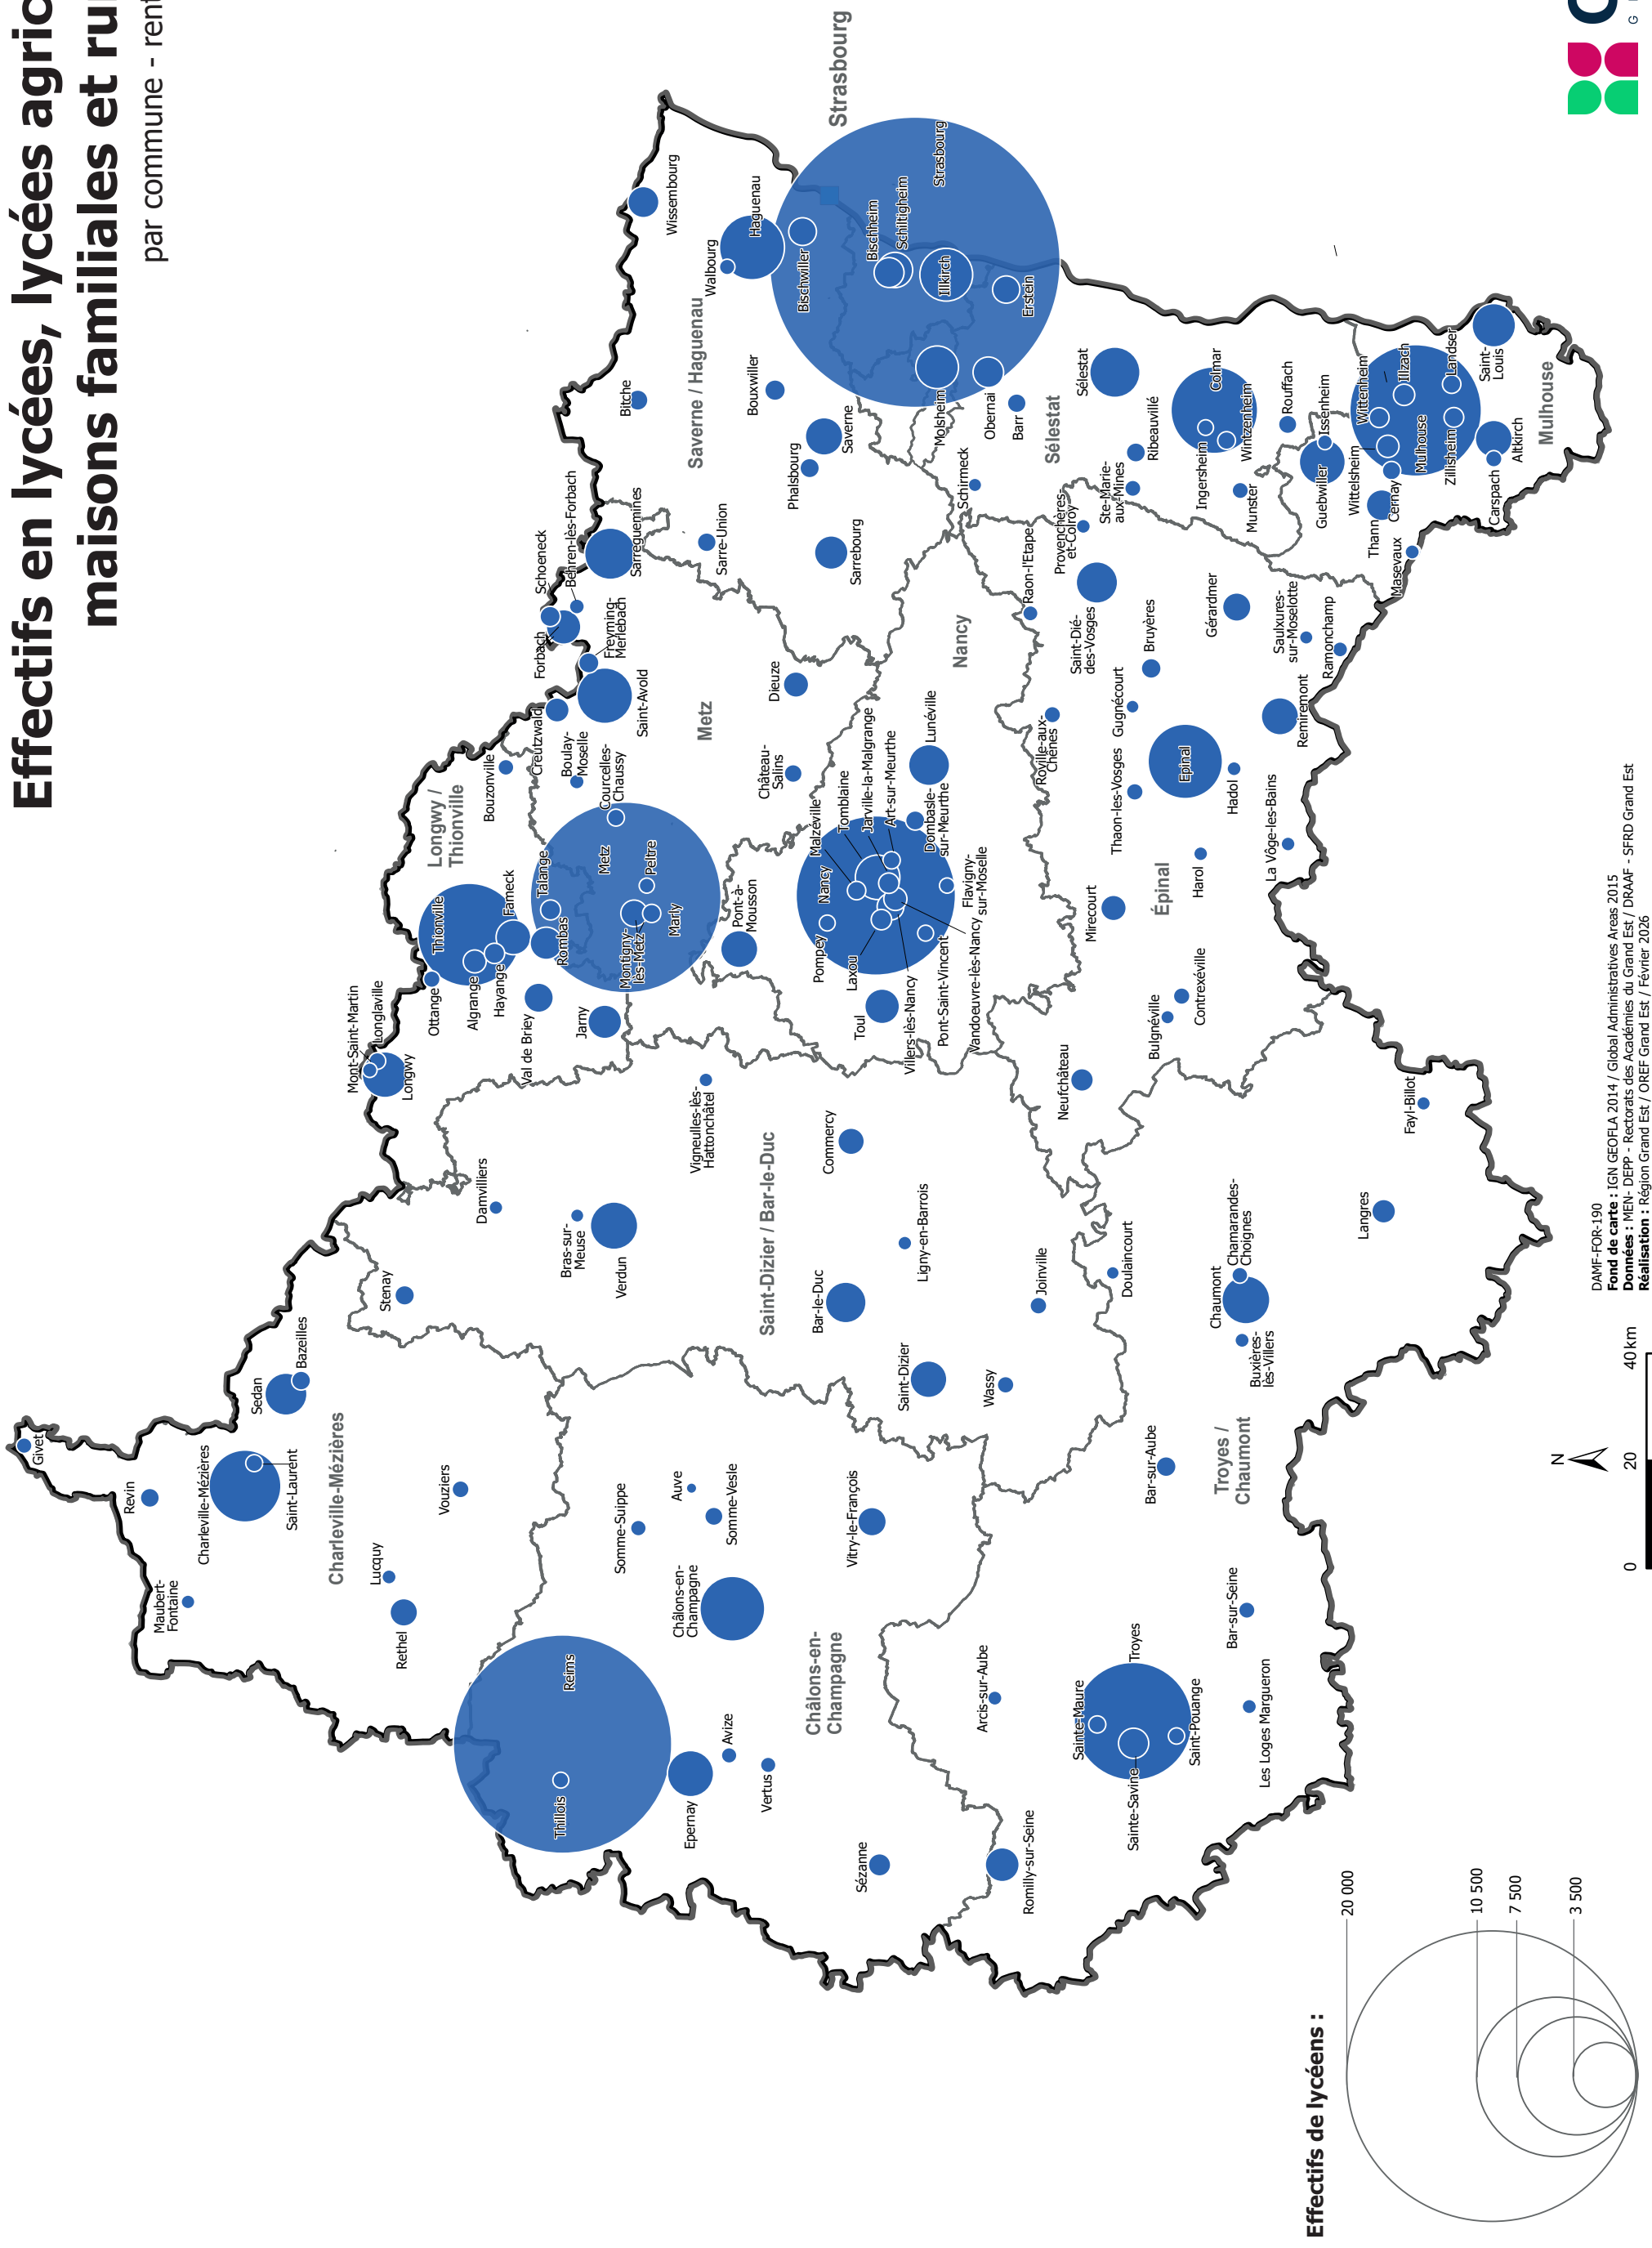 Effectifs en lycées, lycées agric
maisons familiales et ru
par commune - rent
Givet
Revin
Maubert-
Fontaine
Charleville-Mézières
Saint-Laurent
Sedan
Bazeilles
Charleville-Mézières
Lucquy
Rethel
Vouziers
Stenay
Damvilliers
Bras-sur-
Meuse
Verdun
Vigneulles-lès-
Hattonchâtel
Saint-Dizier / Bar-le-Duc
Commercy
Bar-le-Duc
Ligny-en-Barrois
Saint-Dizier
Wassy
Joinville
Reims
Thillois
Epernay
Avize
Vertus
Châlons-en-
Champagne
Somme-Suippe
Auve
Somme-Vesle
Vitry-le-François
Châlons-en-
Champagne
Sézanne
Romilly-sur-Seine
Arcis-sur-Aube
Sainte-Maure
Troyes
Sainte-Savine
Saint-Pouange
Les Loges Margueron
Bar-sur-Seine
Bar-sur-Aube
Troyes /
Chaumont
Doulaincourt
Chaumont
Chamarandes-
Choignes
Buxières-
lès-Villers
Langres
Fayl-Billot
Mont-Saint-Martin
Longlaville
Longwy
Longwy /
Thionville
Ottange
Thionville
Algrange
Hayange
Fameck
Val de Briey
Jarny
Rombas
Talange
Bouzonville
Creutzwald
Boulay-
Moselle
Courcelles-
Chaussy
Metz
Peltre
Montigny-
lès-Metz
Marly
Metz
Saint-Avold
Forbach
Freyming-
Merlebach
Schoeneck
Behren-lès-Forbach
Sarreguemines
Bitche
Wissembourg
Walbourg
Haguenau
Bischwiller
Saverne / Haguenau
Bouxwiller
Saverne
Phalsbourg
Sarre-Union
Sarrebourg
Dieuze
Château-
Salins
Pont-à-
Mousson
Nancy
Malzéville
Tomblaine
Jarville-la-Malgrange
Art-sur-Meurthe
Lunéville
Dombasle-
sur-Meurthe
Flavigny-
sur-Moselle
Pompey
Laxou
Nancy
Toul
Villers-lès-Nancy
Pont-Saint-Vincent
Vandoeuvre-lès-Nancy
Strasbourg
Strasbourg
Bischheim
Schiltigheim
Illkirch
Erstein
Molsheim
Obernai
Barr
Schirmeck
Sélestat
Sélestat
Ribeauvillé
Ste-Marie-
aux-Mines
Provenchères-
et-Colroy
Raon-l'Etape
Saint-Dié-
des-Vosges
Bruyères
Gugnécourt
Roville-aux-
Chênes
Thaon-les-Vosges
Epinal
Hadol
Harol
Épinal
Mirecourt
Contrexéville
Bulgnéville
Neufchâteau
La Vôge-les-Bains
Remiremont
Gérardmer
Saulxures-
sur-Moselotte
Ramonchamp
Colmar
Wintzenheim
Ingersheim
Munster
Rouffach
Issenheim
Guebwiller
Wittenheim
Illzach
Wittelsheim
Mulhouse
Zillisheim
Landser
Cernay
Thann
Masevaux
Carspach
Altkirch
Saint-
Louis
Mulhouse
Effectifs de lycéens :
20 000
10 500
7 500
3 500
N
0
20
40 km
DAMF-FOR-190
Fond de carte : IGN GEOFLA 2014 / Global Administratives Areas 2015
Données : MEN- DEPP - Rectorats des Académies du Grand Est / DRAAF - SFRD Grand Est
Réalisation : Région Grand Est / OREF Grand Est / Février 2026